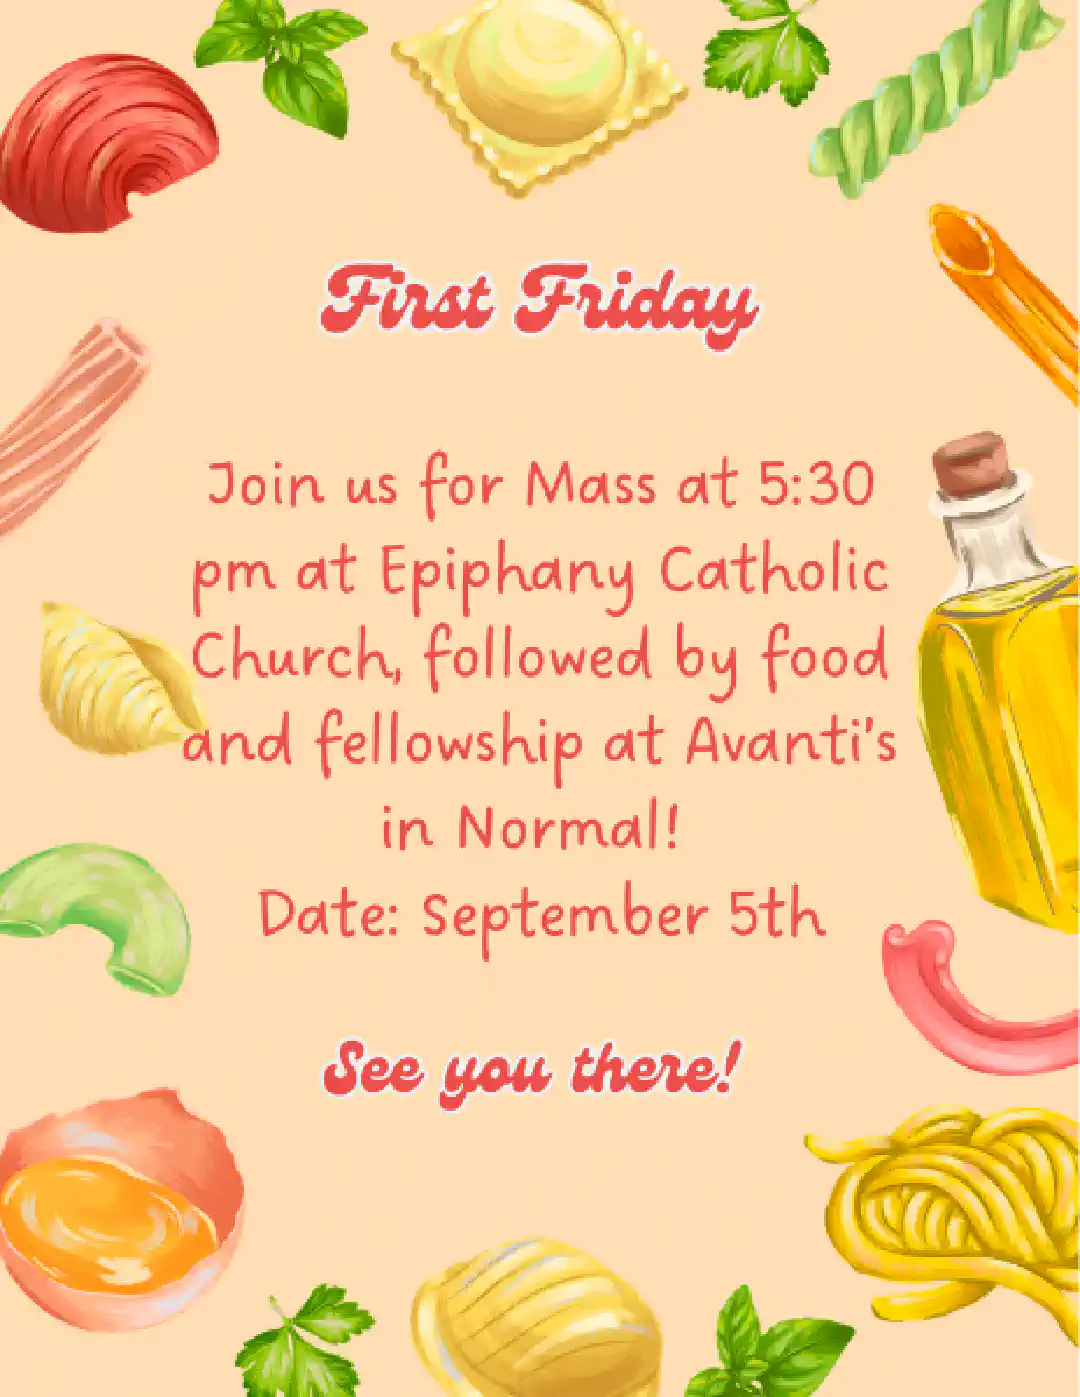 First Friday
Join us for Mass at 5:30
pm at Epiphany Catholic
Church, followed by food
and fellowship at Avanti's
in Normal!
Date: September 5th
See you there!